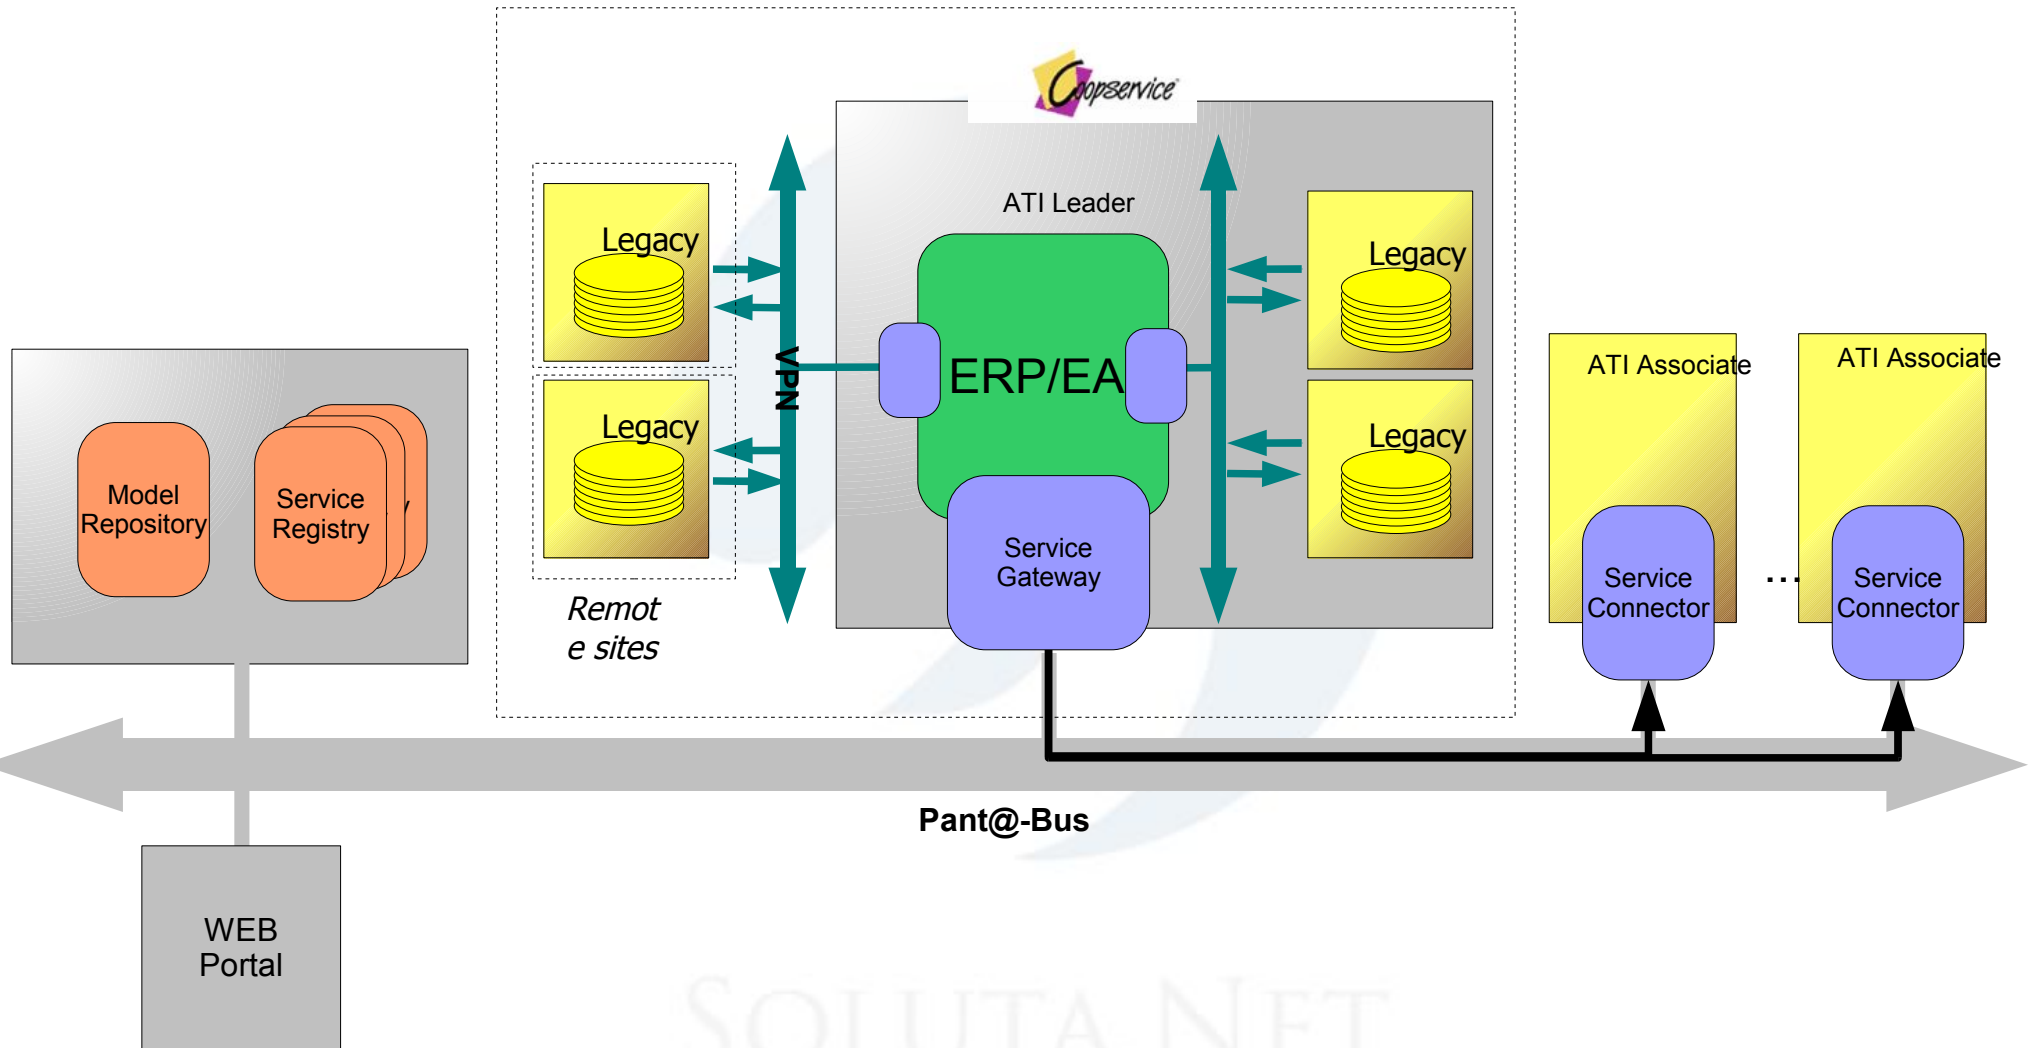 Coopservice
ATI Leader
Legacy
Legacy
Legacy
Legacy
VPN
ERP/EA
Service
Gateway
Remot
e sites
ATI Associate
ATI Associate
Service
Connector
...
Service
Connector
Model
Repository
Service
Registry
y
Pant@-Bus
WEB
Portal
SOLUTA NET